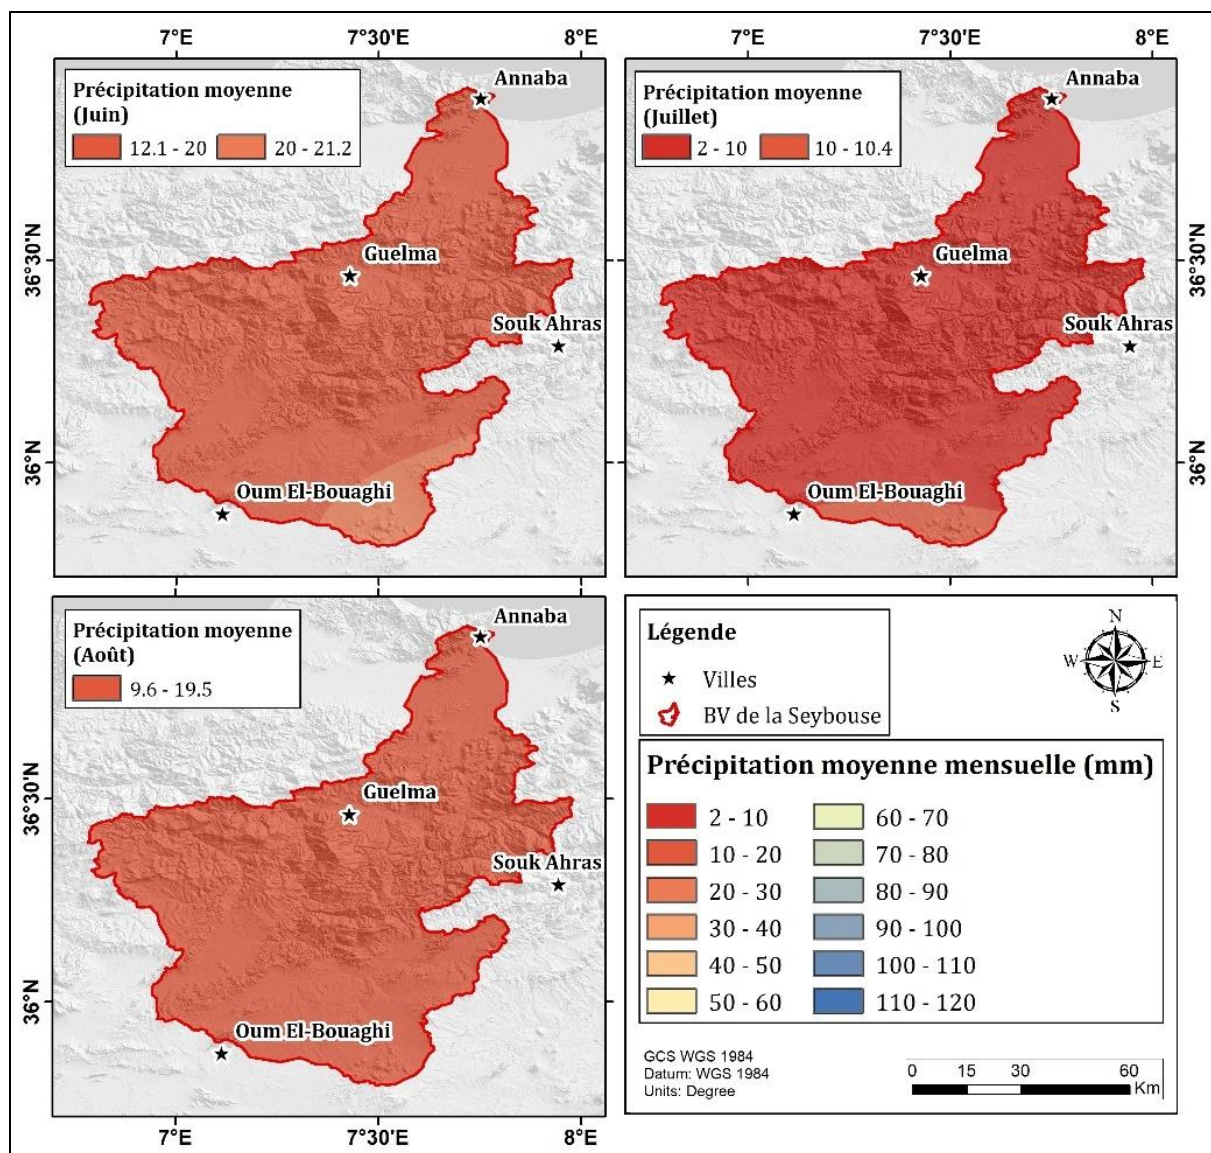 7°E 7°30'E 8°E
7°E 7°30'E 8°E
Précipitation moyenne
(Juin)
12.1 - 20 20 - 21.2
Annaba
Guelma
Souk Ahras
Oum El-Bouaghi
36°30'N
36°N
Précipitation moyenne
(Juillet)
2 - 10 10 - 10.4
Annaba
Guelma
Souk Ahras
Oum El-Bouaghi
36°30'N
36°N
Précipitation moyenne
(Août)
9.6 - 19.5
Annaba
Guelma
Souk Ahras
Oum El-Bouaghi
36°30'N
36°N
7°E 7°30'E 8°E
Légende
Villes
BV de la Seybouse
N
W E
S
Précipitation moyenne mensuelle (mm)
2 - 10 60 - 70
10 - 20 70 - 80
20 - 30 80 - 90
30 - 40 90 - 100
40 - 50 100 - 110
50 - 60 110 - 120
GCS WGS 1984
Datum: WGS 1984
Units: Degree
0 15 30 60
Km